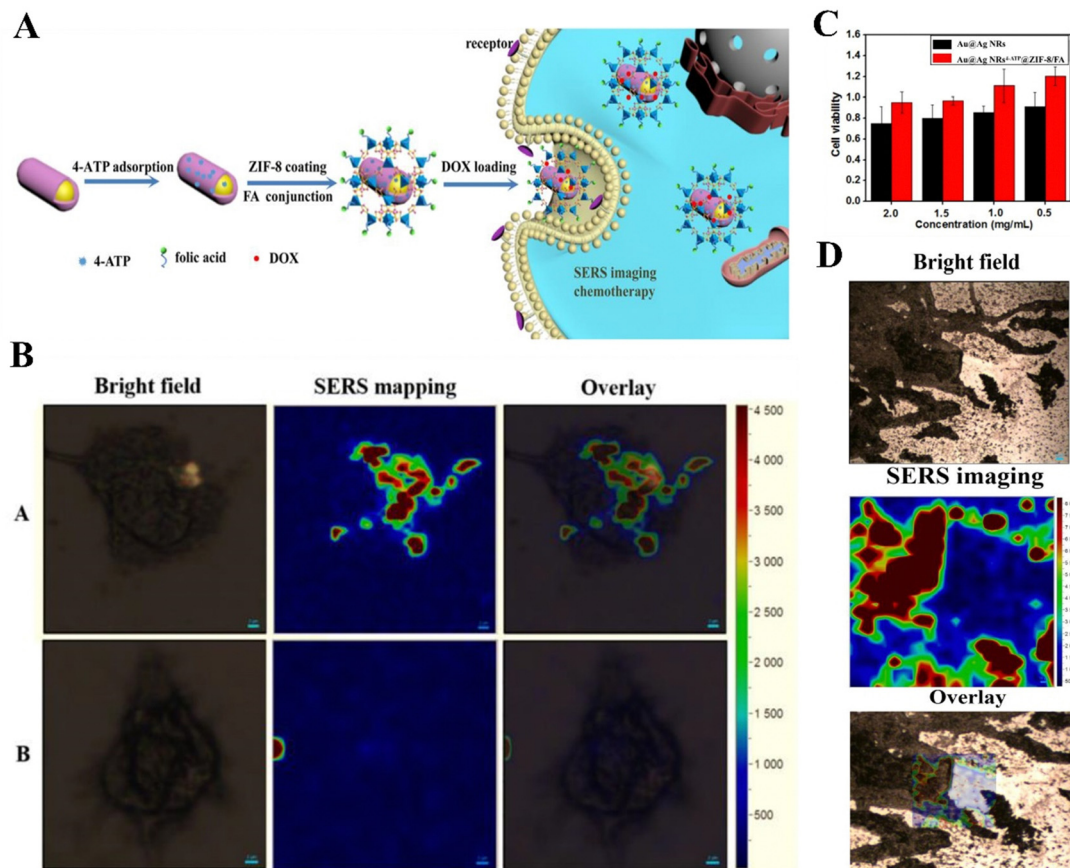 A
receptor
4-ATP adsorption
ZIF-8 coating
FA conjunction
DOX loading
4-ATP
folic acid
DOX
SERS imaging
chemotherapy
C
Cell viability
1.6
1.4
1.2
1.0
0.8
0.6
0.4
0.2
0.0
Au@Ag NRs
Au@Ag NRs4-ATP@ZIF-8/FA
2.0 1.5 1.0 0.5
Concentration (mg/mL)
B
Bright field SERS mapping Overlay
A
B
4 500
4 000
3 500
3 000
2 500
2 000
1 500
1 000
500
D
Bright field
SERS imaging
Overlay